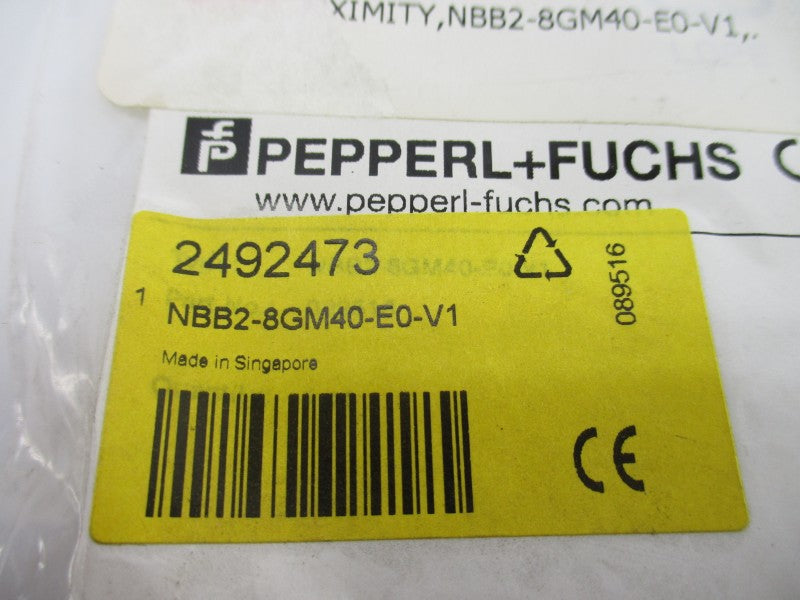 XIMITY,NBB2-8GM40-E0-V1,.
PEPPERL+FUCHS
www.pepperl-fuchs.com
2492473
089516
1
NBB2-8GM40-E0-V1
Made in Singapore
CE